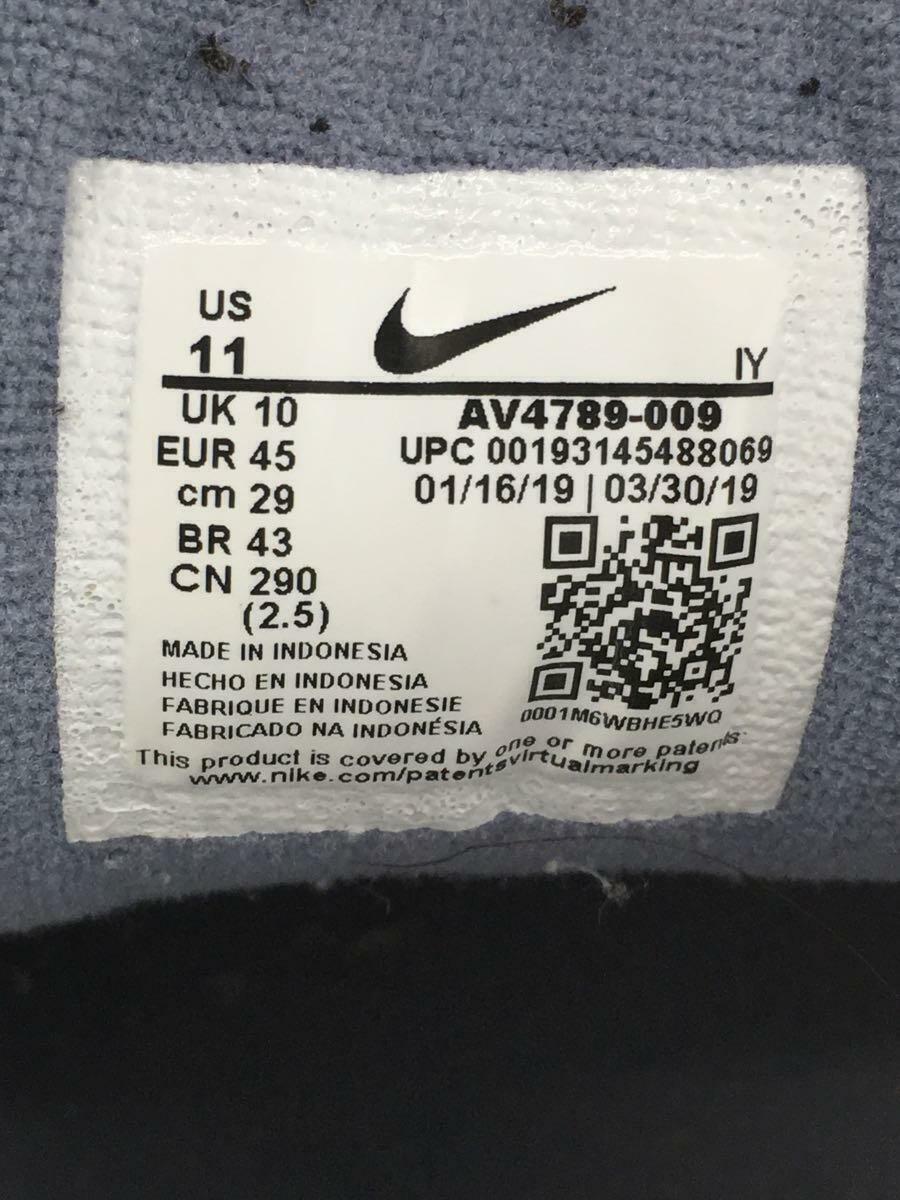 US
11
IY
UK 10
EUR 45
cm 29
BR 43
CN 290
(2.5)
AV4789-009
UPC 00193145488069
01/16/19 | 03/30/19
0001M6WBHE5WQ
MADE IN INDONESIA
HECHO EN INDONESIA
FABRIQUE EN INDONESIE
FABRICADO NA INDONÉSIA
This product is covered by one or more patents
www.nike.com/patentsvirtualmarking